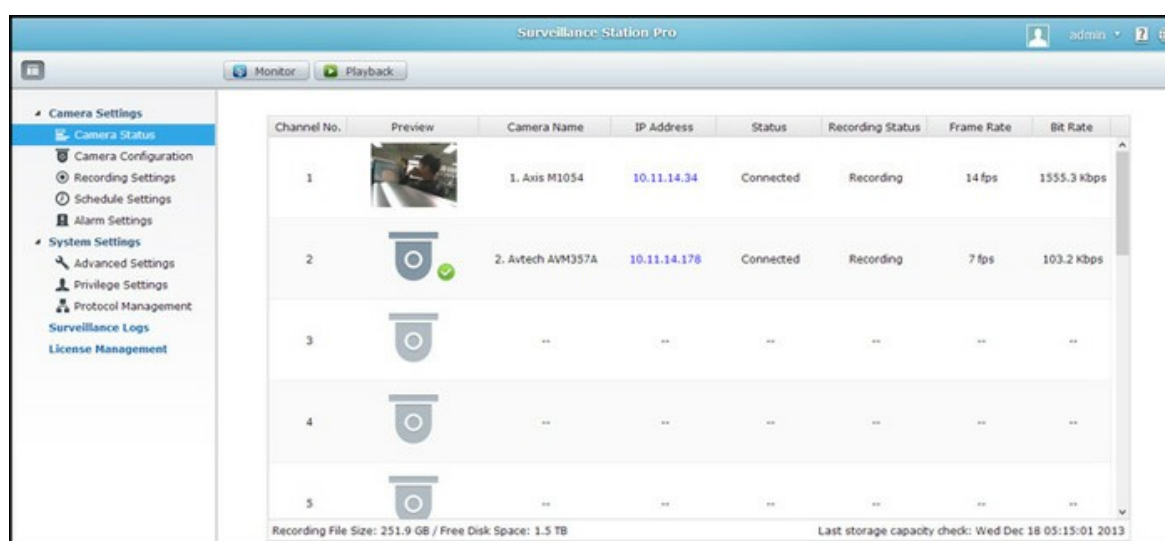 Surveillance Station Pro
admin
?
Monitor Playback
Camera Settings
Camera Status
Camera Configuration
Recording Settings
Schedule Settings
Alarm Settings
System Settings
Advanced Settings
Privilege Settings
Protocol Management
Surveillance Logs
License Management
Channel No. Preview Camera Name IP Address Status Recording Status Frame Rate Bit Rate
1 1. Axis M1054 10.11.14.34 Connected Recording 14 fps 1555.3 Kbps
2 2. Avtech AVM357A 10.11.14.178 Connected Recording 7 fps 103.2 Kbps
3 -- -- -- -- -- --
4 -- -- -- -- -- --
5 -- -- -- -- -- --
Recording File Size: 251.9 GB / Free Disk Space: 1.5 TB Last storage capacity check: Wed Dec 18 05:15:01 2013